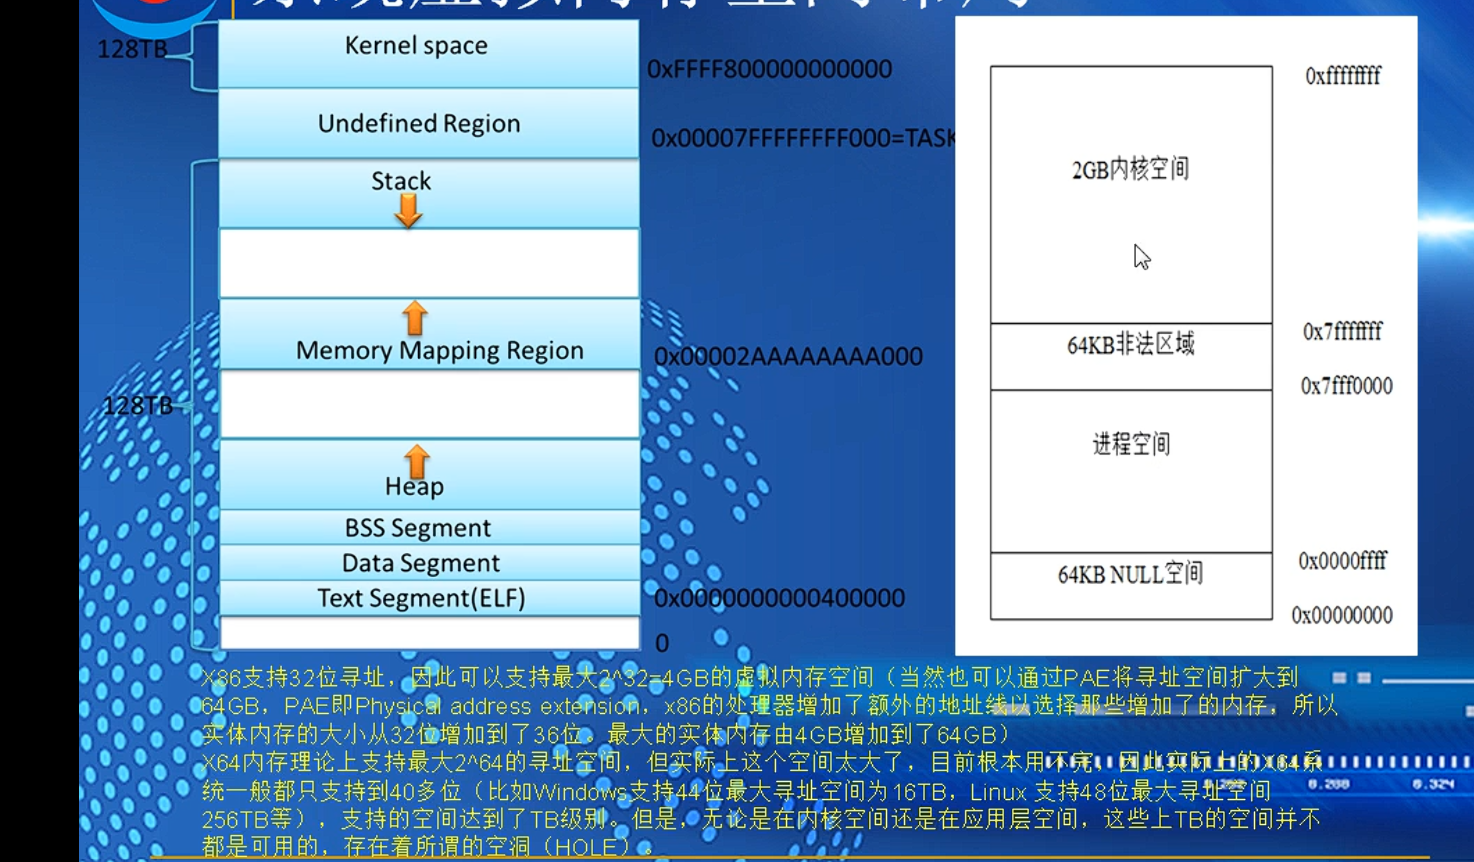 128TB
Kernel space
0xFFFF800000000000
Undefined Region
0x00007FFFFFFFF000=TASK
Stack
Memory Mapping Region
0x00002AAAAAAAA000
128TB
Heap
BSS Segment
Data Segment
Text Segment(ELF)
0x0000000000400000
0
0xffffffff
2GB内核空间
0x7fffffff
64KB非法区域
0x7fff0000
进程空间
0x0000ffff
64KB NULL空间
0x00000000
X86支持32位寻址，因此可以支持最大2^32=4GB的虚拟内存空间（当然也可以通过PAE将寻址空间扩大到
64GB，PAE即Physical address extension，x86的处理器增加了额外的地址线以选择那些增加了的内存，所以
实体内存的大小从32位增加到了36位。最大的实体内存由4GB增加到了64GB）
X64内存理论上支持最大2^64的寻址空间，但实际上这个空间太大了，目前根本用不完，因此实际上的X64系
统一般都只支持到40多位（比如Windows支持44位最大寻址空间为16TB，Linux 支持48位最大寻址空间
256TB等），支持的空间达到了TB级别。但是，无论是在内核空间还是在应用层空间，这些上TB的空间并不
都是可用的，存在着所谓的空洞（HOLE）。
0.288
0.324